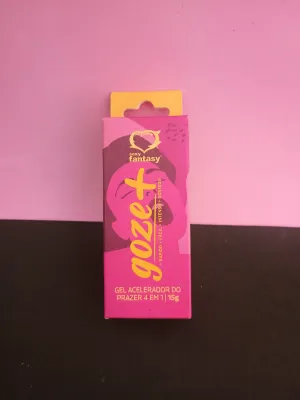 sexy
fantasy
goze+
GEL ACELERADOR DO
PRAZER 4 EM 1 | 15g